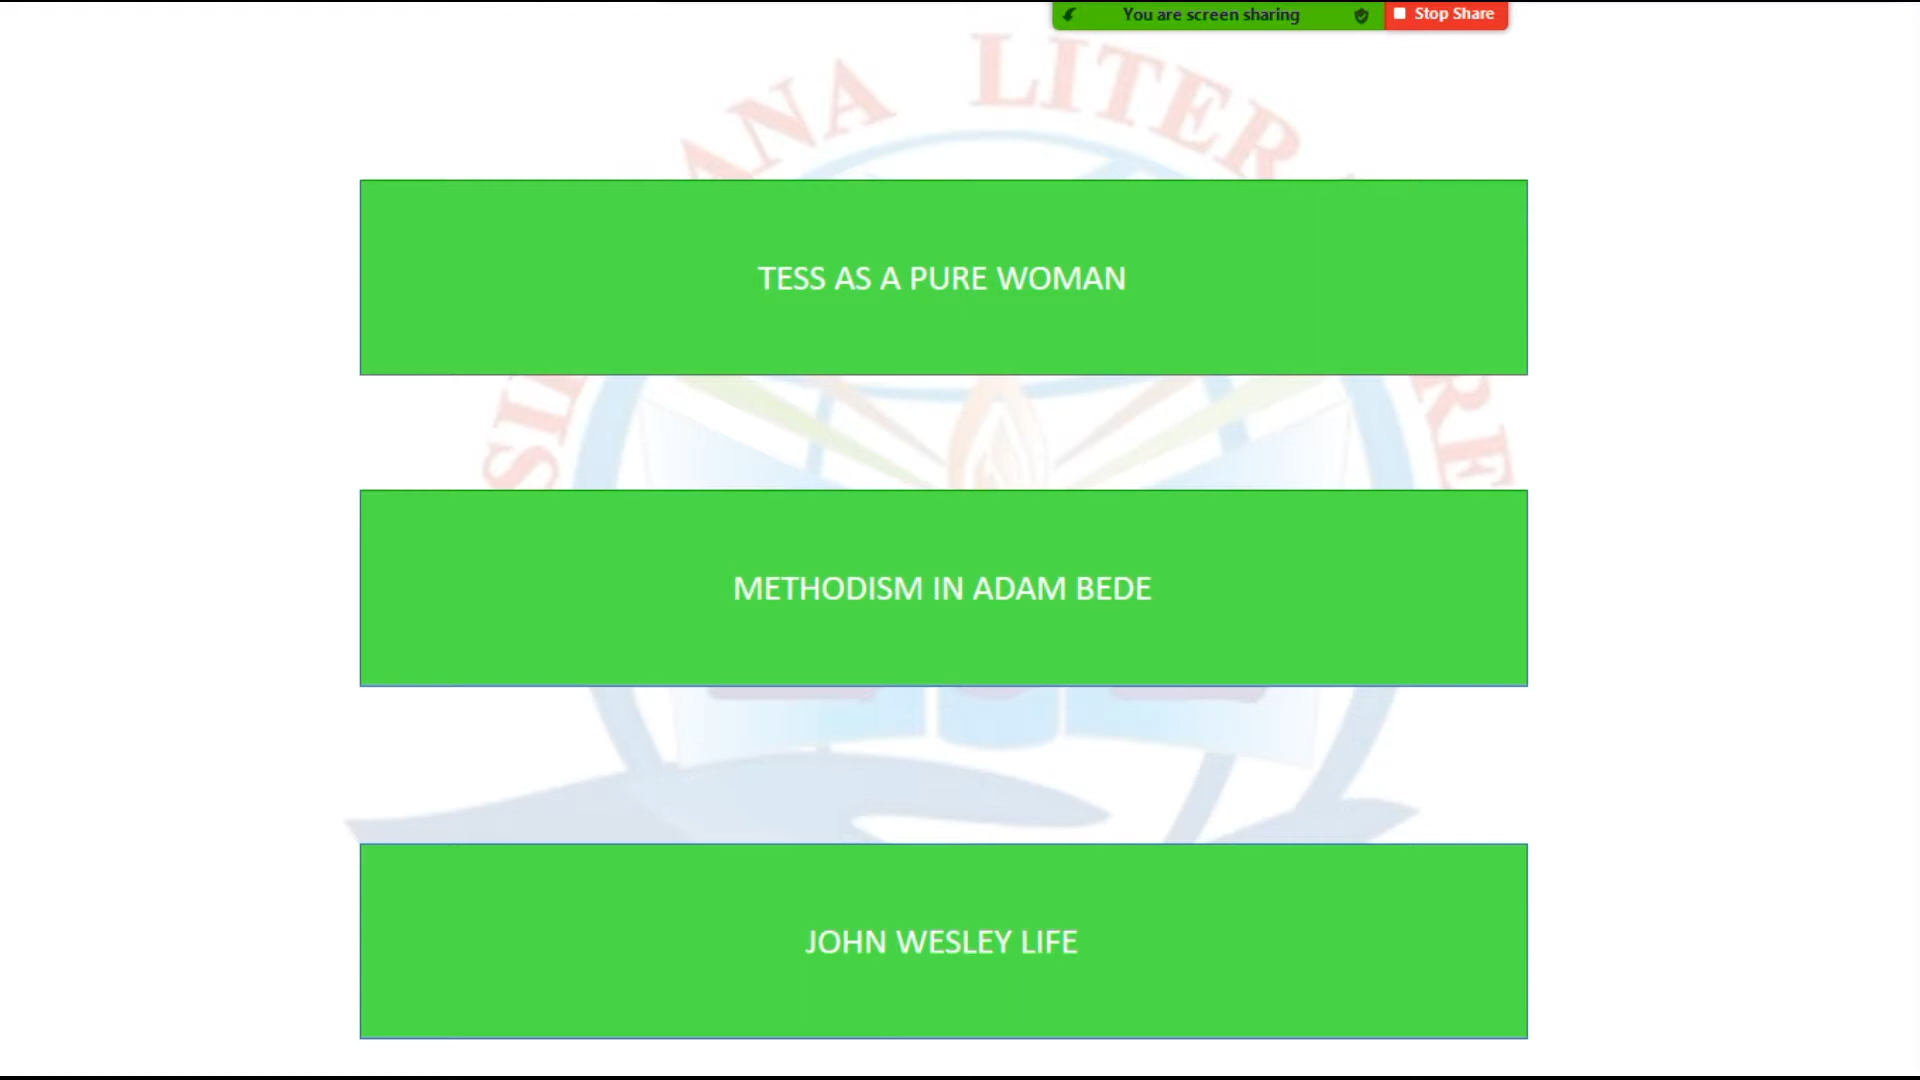 You are screen sharing
Stop Share
TESS AS A PURE WOMAN
METHODISM IN ADAM BEDE
JOHN WESLEY LIFE